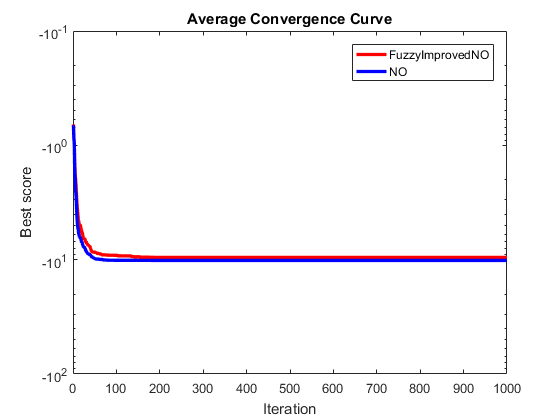 Average Convergence Curve
FuzzyImprovedNO
NO
Best score
-10^-1
-10^0
-10^1
-10^2
0 100 200 300 400 500 600 700 800 900 1000
Iteration